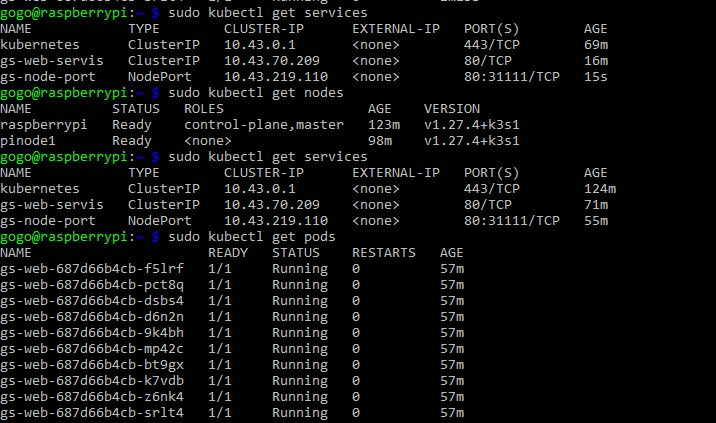 gogo@raspberrypi:~ $ sudo kubectl get services
NAME TYPE CLUSTER-IP EXTERNAL-IP PORT(S) AGE
kubernetes ClusterIP 10.43.0.1 <none> 443/TCP 69m
gs-web-servis ClusterIP 10.43.70.209 <none> 80/TCP 16m
gs-node-port NodePort 10.43.219.110 <none> 80:31111/TCP 15s
gogo@raspberrypi:~ $ sudo kubectl get nodes
NAME STATUS ROLES AGE VERSION
raspberrypi Ready control-plane,master 123m v1.27.4+k3s1
pinode1 Ready <none> 98m v1.27.4+k3s1
gogo@raspberrypi:~ $ sudo kubectl get services
NAME TYPE CLUSTER-IP EXTERNAL-IP PORT(S) AGE
kubernetes ClusterIP 10.43.0.1 <none> 443/TCP 124m
gs-web-servis ClusterIP 10.43.70.209 <none> 80/TCP 71m
gs-node-port NodePort 10.43.219.110 <none> 80:31111/TCP 55m
gogo@raspberrypi:~ $ sudo kubectl get pods
NAME READY STATUS RESTARTS AGE
gs-web-687d66b4cb-f5lrf 1/1 Running 0 57m
gs-web-687d66b4cb-pct8q 1/1 Running 0 57m
gs-web-687d66b4cb-dsbs4 1/1 Running 0 57m
gs-web-687d66b4cb-d6n2n 1/1 Running 0 57m
gs-web-687d66b4cb-9k4bh 1/1 Running 0 57m
gs-web-687d66b4cb-mp42c 1/1 Running 0 57m
gs-web-687d66b4cb-bt9gx 1/1 Running 0 57m
gs-web-687d66b4cb-k7vdb 1/1 Running 0 57m
gs-web-687d66b4cb-z6nk4 1/1 Running 0 57m
gs-web-687d66b4cb-srlt4 1/1 Running 0 57m